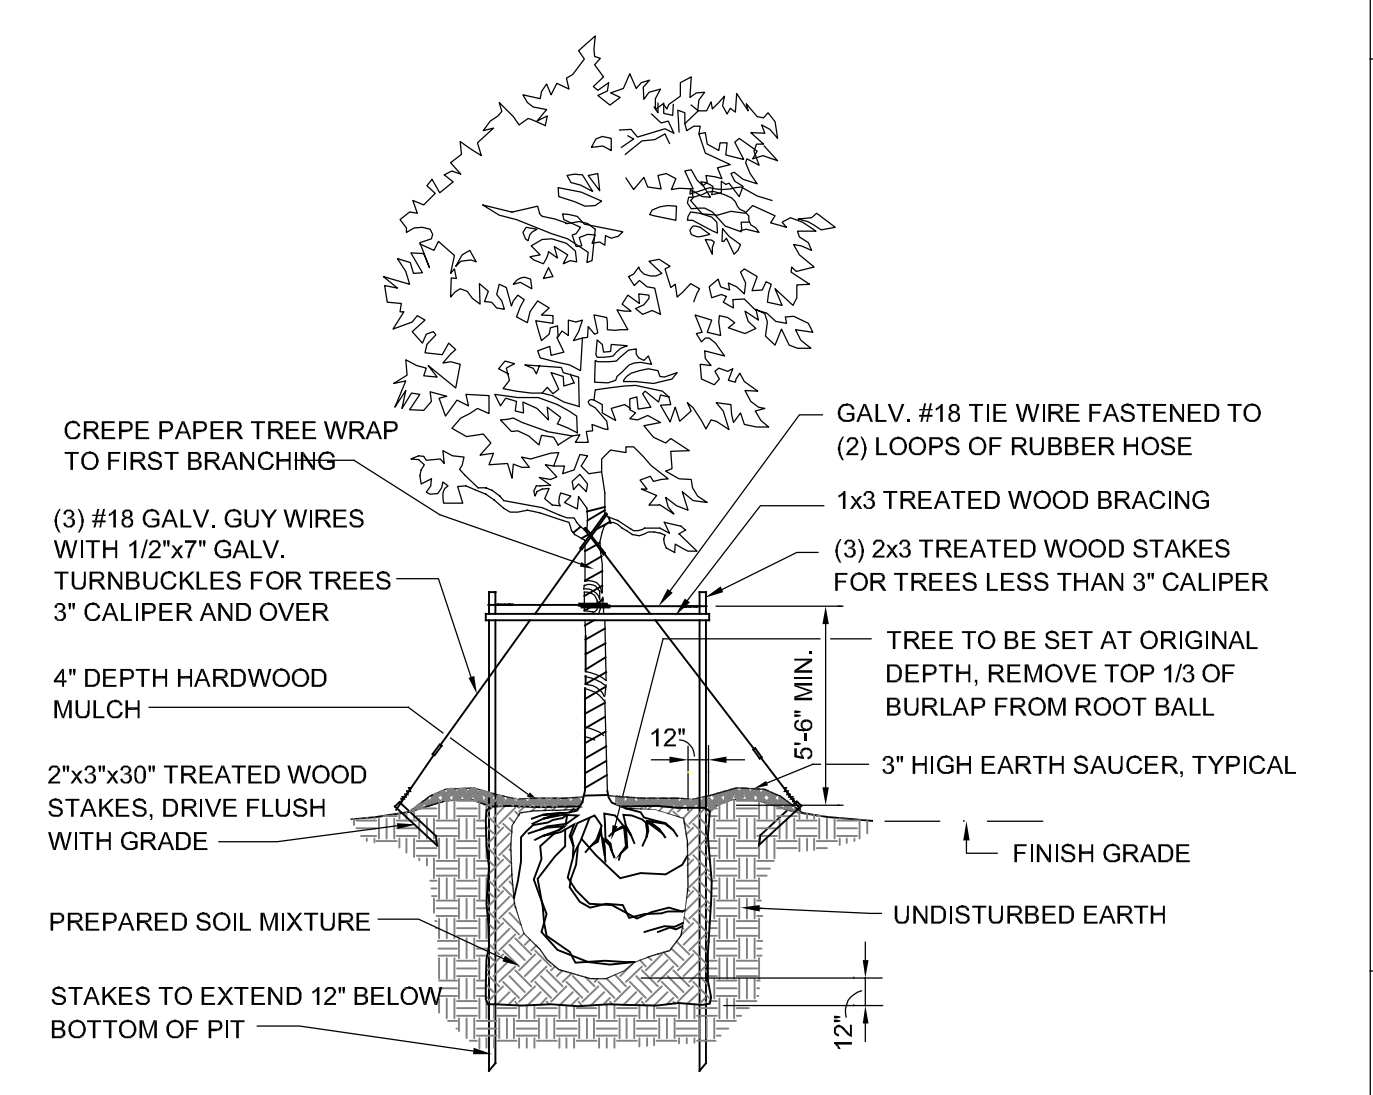 CREPE PAPER TREE WRAP
TO FIRST BRANCHING
(3) #18 GALV. GUY WIRES
WITH 1/2"x7" GALV.
TURNBUCKLES FOR TREES
3" CALIPER AND OVER
4" DEPTH HARDWOOD
MULCH
2"x3"x30" TREATED WOOD
STAKES, DRIVE FLUSH
WITH GRADE
PREPARED SOIL MIXTURE
STAKES TO EXTEND 12" BELOW
BOTTOM OF PIT
12"
5'-6" MIN.
12"
GALV. #18 TIE WIRE FASTENED TO
(2) LOOPS OF RUBBER HOSE
1x3 TREATED WOOD BRACING
(3) 2x3 TREATED WOOD STAKES
FOR TREES LESS THAN 3" CALIPER
TREE TO BE SET AT ORIGINAL
DEPTH, REMOVE TOP 1/3 OF
BURLAP FROM ROOT BALL
3" HIGH EARTH SAUCER, TYPICAL
FINISH GRADE
UNDISTURBED EARTH